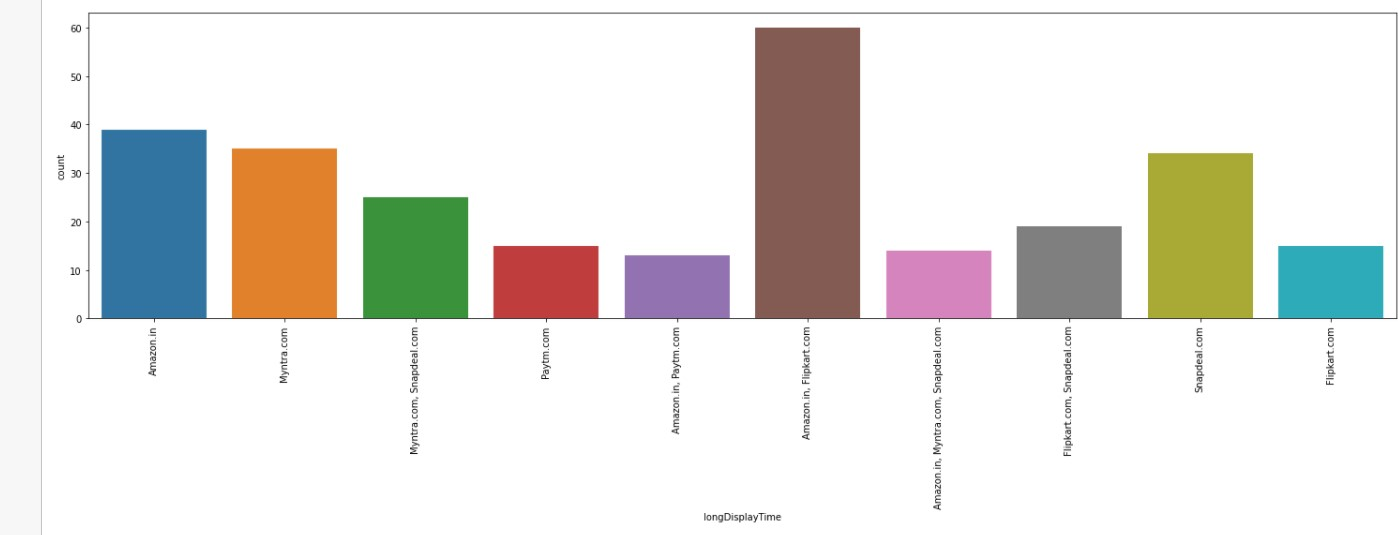 60
50
40
30
20
10
0
count
Amazon.in
Myntra.com
Myntra.com, Snapdeal.com
Paytm.com
Amazon.in, Paytm.com
Amazon.in, Flipkart.com
Amazon.in, Myntra.com, Snapdeal.com
Flipkart.com, Snapdeal.com
Snapdeal.com
Flipkart.com
longDisplayTime